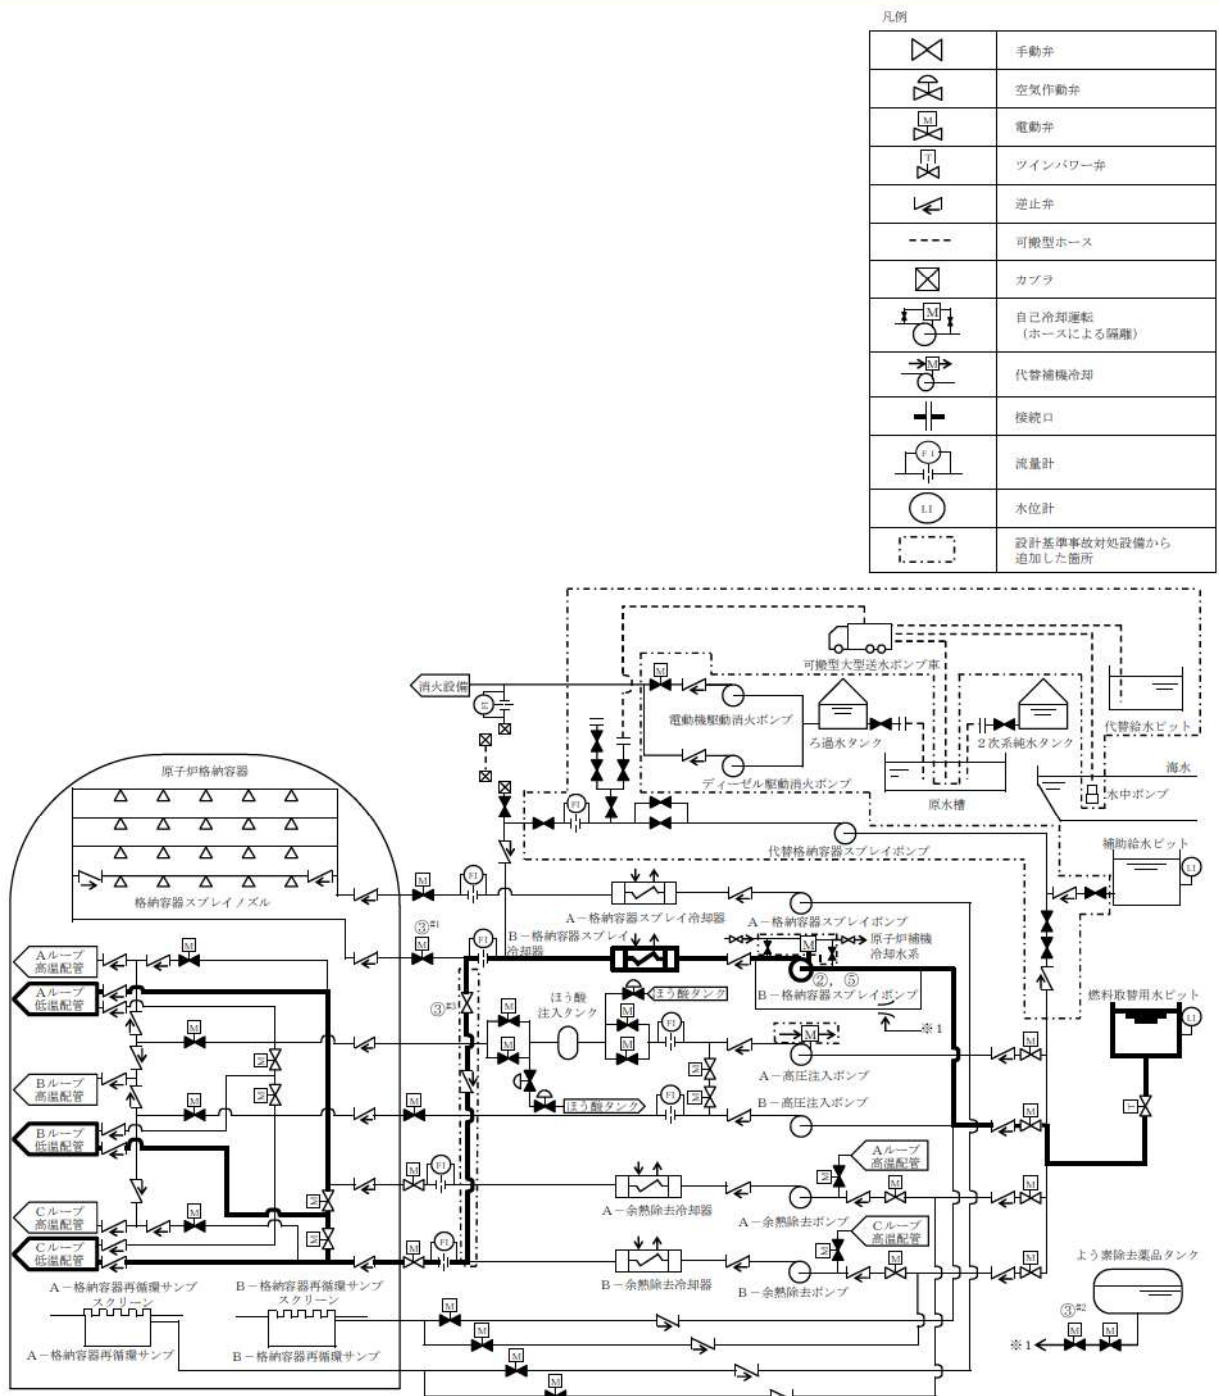 凡例
手動弁
空気作動弁
M
電動弁
T
ツインパワー弁
逆止弁
可搬型ホース
カプラ
M
自己冷却運転
(ホースによる隔離)
M
代替補機冷却
接続口
FI
流量計
LI
水位計
設計基準事故対処設備から
追加した箇所
可搬型大型送水ポンプ車
消火設備
M
FI
電動機駆動消火ポンプ
ろ過水タンク
2次系純水タンク
代替給水ピット
ディーゼル駆動消火ポンプ
原水槽
海水
水中ポンプ
原子炉格納容器
FI
代替格納容器スプレイポンプ
補助給水ピット
LI
格納容器スプレイノズル
M
FI
A-格納容器スプレイ冷却器
A-格納容器スプレイポンプ
③#1
M
FI
B-格納容器スプレイ
冷却器
M
原子炉補機
冷却水系
②，⑤
B-格納容器スプレイポンプ
※1
Aループ
高温配管
M
Aループ
低温配管
③#3
ほう酸
注入タンク
ほう酸タンク
燃料取替用水ピット
LI
M
M
M
M
M
FI
M
M
A-高圧注入ポンプ
M
Bループ
高温配管
M
M
M
M
FI
ほう酸タンク
B-高圧注入ポンプ
M
T
Bループ
低温配管
Aループ
高温配管
M
FI
M
M
M
A-余熱除去冷却器
A-余熱除去ポンプ
M
Cループ
高温配管
M
Cループ
高温配管
M
Cループ
低温配管
M
FI
M
M
M
B-余熱除去冷却器
B-余熱除去ポンプ
よう素除去薬品タンク
A-格納容器再循環サンプ
スクリーン
B-格納容器再循環サンプ
スクリーン
M
③#2
M
M
※1
M
A-格納容器再循環サンプ
B-格納容器再循環サンプ
M
M